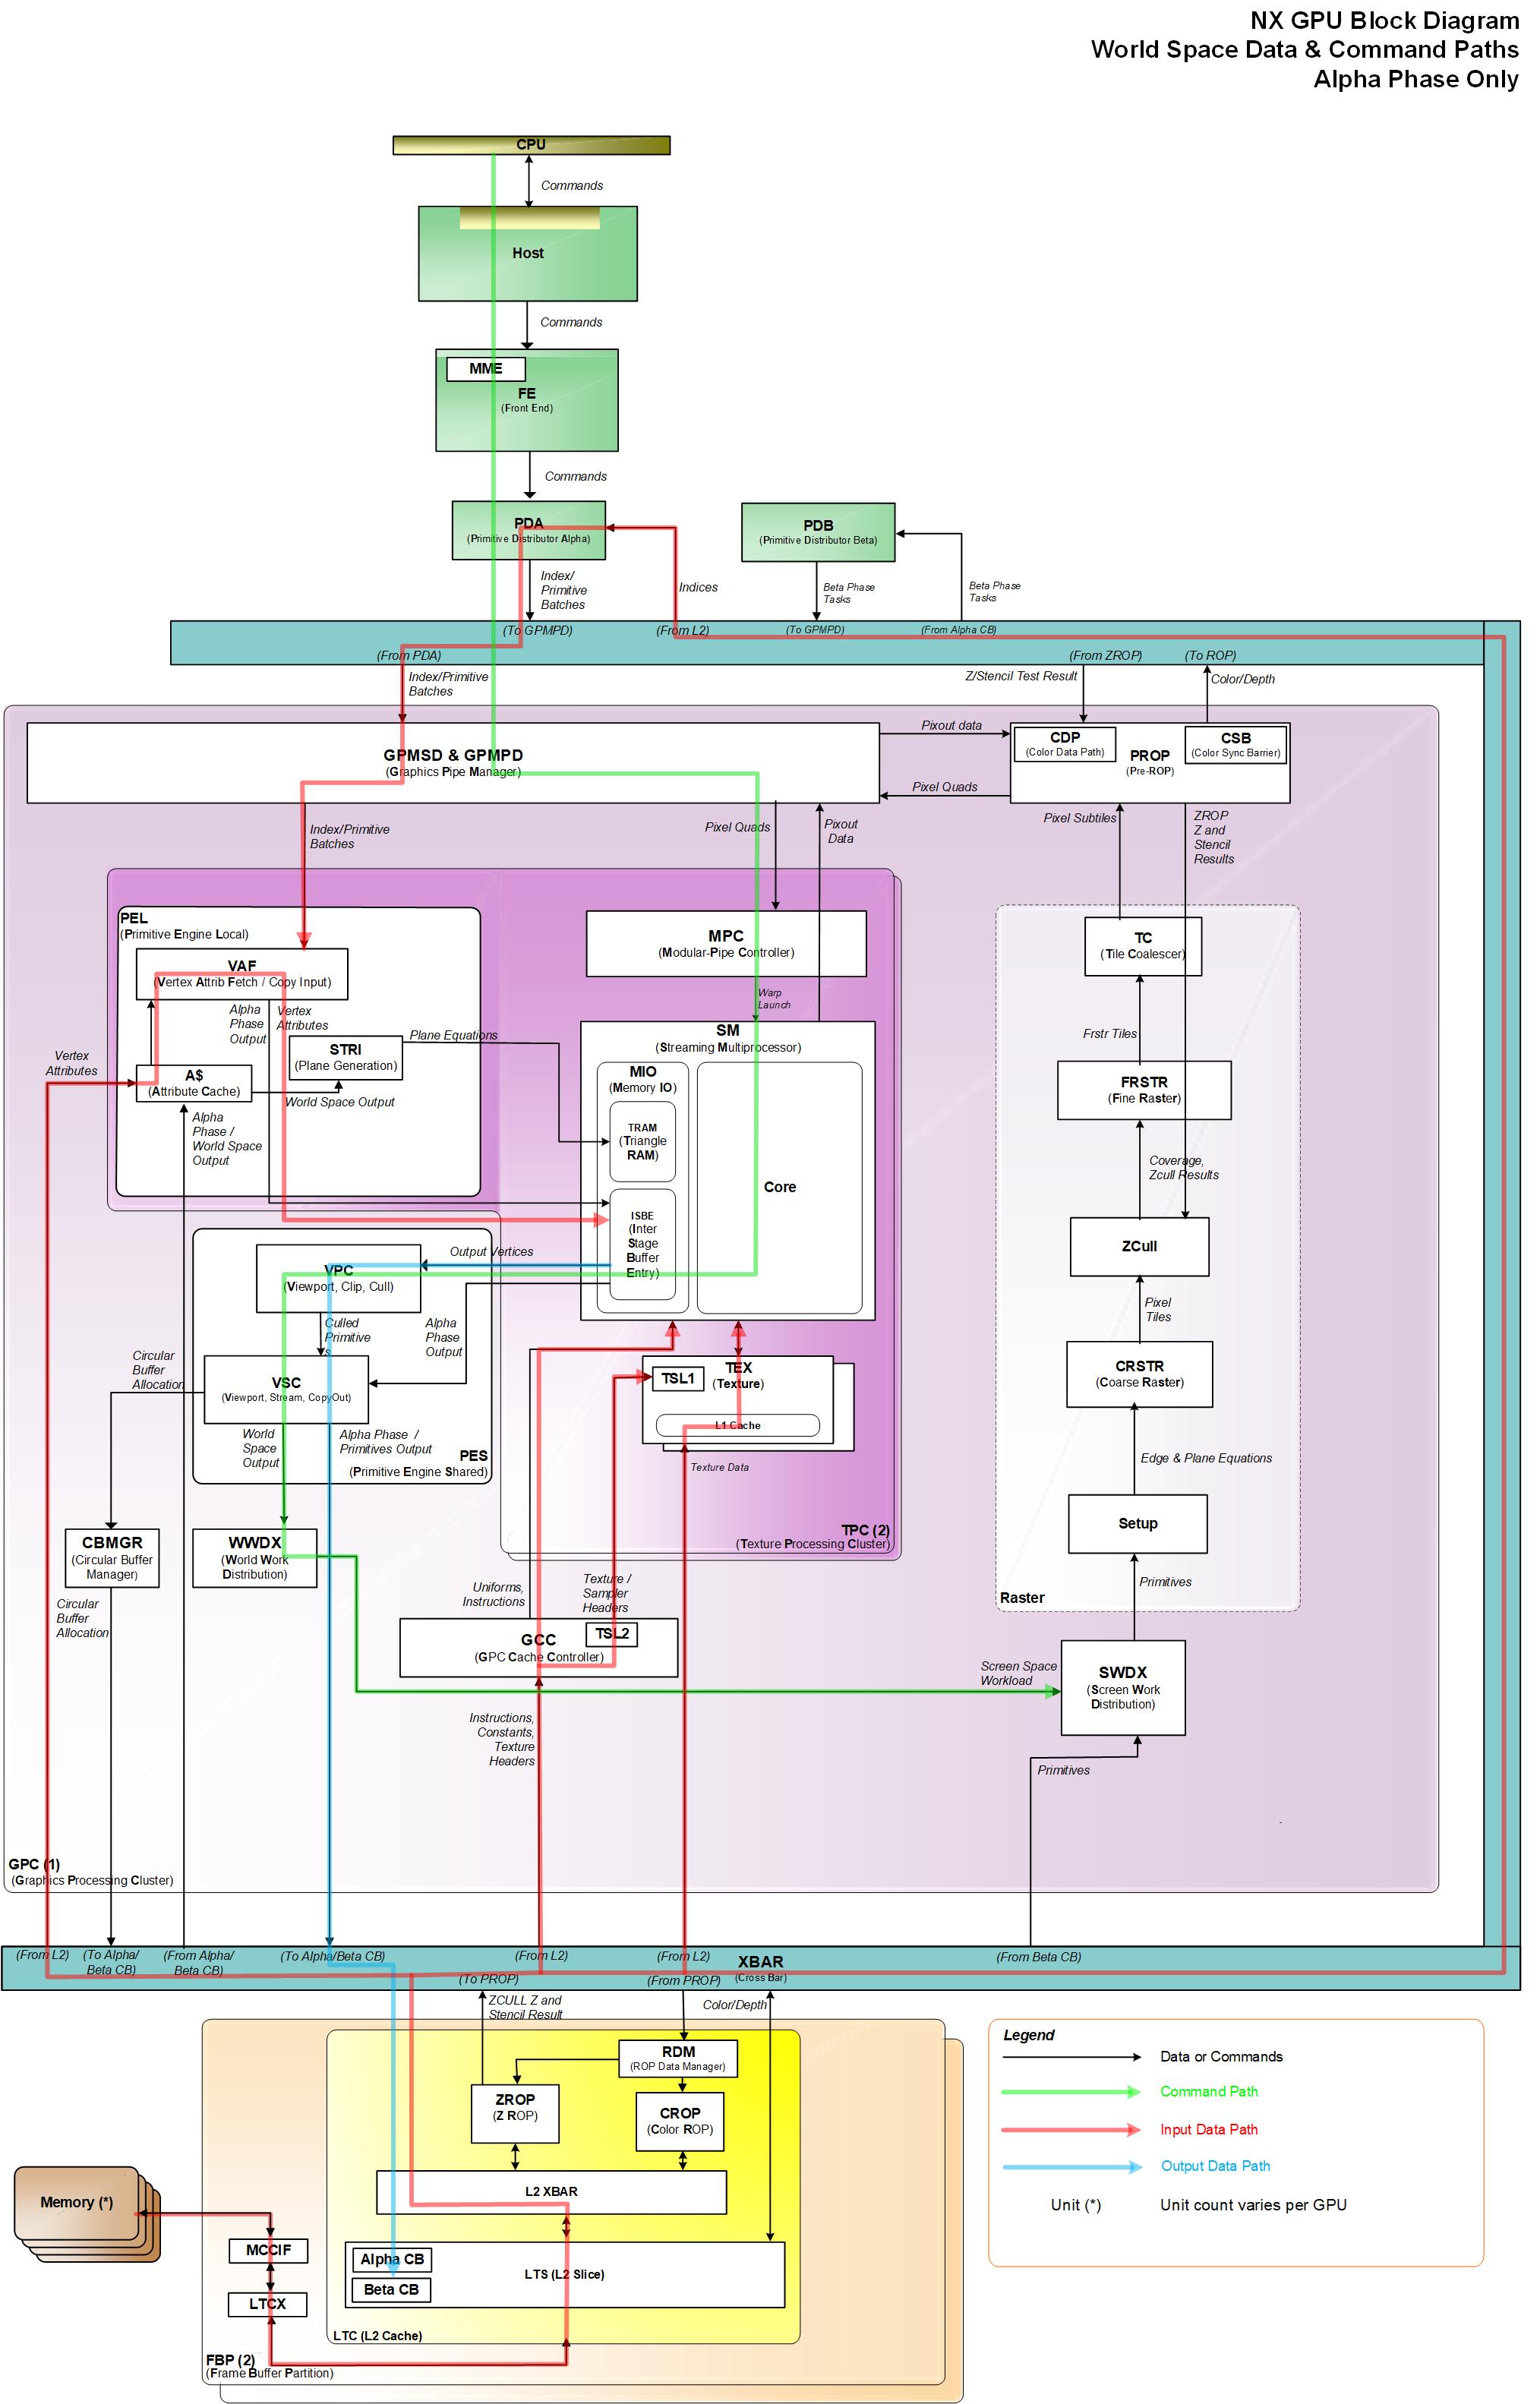 NX GPU Block Diagram
World Space Data & Command Paths
Alpha Phase Only
CPU
Commands
Host
Commands
MME
FE
(Front End)
Commands
PDA
(Primitive Distributor Alpha)
PDB
(Primitive Distributor Beta)
Index/
Primitive
Batches
Indices
Beta Phase
Tasks
Beta Phase
Tasks
(To GPMPD)
(From L2)
(To GPMPD)
(From Alpha CB)
(From PDA)
(From ZROP)
(To ROP)
Index/Primitive
Batches
Z/Stencil Test Result
Color/Depth
GPMSD & GPMPD
(Graphics Pipe Manager)
Pixout data
Pixel Quads
CDP
(Color Data Path)
PROP
(Pre-ROP)
CSB
(Color Sync Barrier)
Index/Primitive
Batches
Pixel Quads
Pixout
Data
Pixel Subtiles
ZROP
Z and
Stencil
Results
PEL
(Primitive Engine Local)
VAF
(Vertex Attrib Fetch / Copy Input)
MPC
(Modular-Pipe Controller)
TC
(Tile Coalescer)
Alpha
Phase
Output
Vertex
Attributes
Warp
Launch
STRI
(Plane Generation)
Plane Equations
SM
(Streaming Multiprocessor)
Frstr Tiles
Vertex
Attributes
A$
(Attribute Cache)
World Space Output
MIO
(Memory IO)
FRSTR
(Fine Raster)
Alpha
Phase /
World Space
Output
TRAM
(Triangle
RAM)
Core
Coverage,
Zcull Results
ISBE
(Inter
Stage
Buffer
Entry)
ZCull
Output Vertices
VPC
(Viewport, Clip, Cull)
Culled
Primitive
s
Alpha
Phase
Output
Pixel
Tiles
Circular
Buffer
Allocation
VSC
(Viewport, Stream, CopyOut)
TEX
(Texture)
TSL1
L1 Cache
CRSTR
(Coarse Raster)
World
Space
Output
Alpha Phase /
Primitives Output
PES
(Primitive Engine Shared)
Texture Data
Edge & Plane Equations
TPC (2)
(Texture Processing Cluster)
Setup
CBMGR
(Circular Buffer
Manager)
WWDX
(World Work
Distribution)
Uniforms,
Instructions
Texture /
Sampler
Headers
Primitives
Raster
Circular
Buffer
Allocation
GCC
(GPC Cache Controller)
TSL2
Screen Space
Workload
SWDX
(Screen Work
Distribution)
Instructions,
Constants,
Texture
Headers
Primitives
GPC (1)
(Graphics Processing Cluster)
(From L2)
(To Alpha/
Beta CB)
(From Alpha/
Beta CB)
(To Alpha/Beta CB)
(From L2)
(From L2)
XBAR
(Cross Bar)
(From Beta CB)
(To PROP)
(From PROP)
ZCULL Z and
Stencil Result
Color/Depth
RDM
(ROP Data Manager)
ZROP
(Z ROP)
CROP
(Color ROP)
L2 XBAR
Memory (*)
MCCIF
LTCX
Alpha CB
Beta CB
LTS (L2 Slice)
LTC (L2 Cache)
FBP (2)
(Frame Buffer Partition)
Legend
Data or Commands
Command Path
Input Data Path
Output Data Path
Unit (*)
Unit count varies per GPU